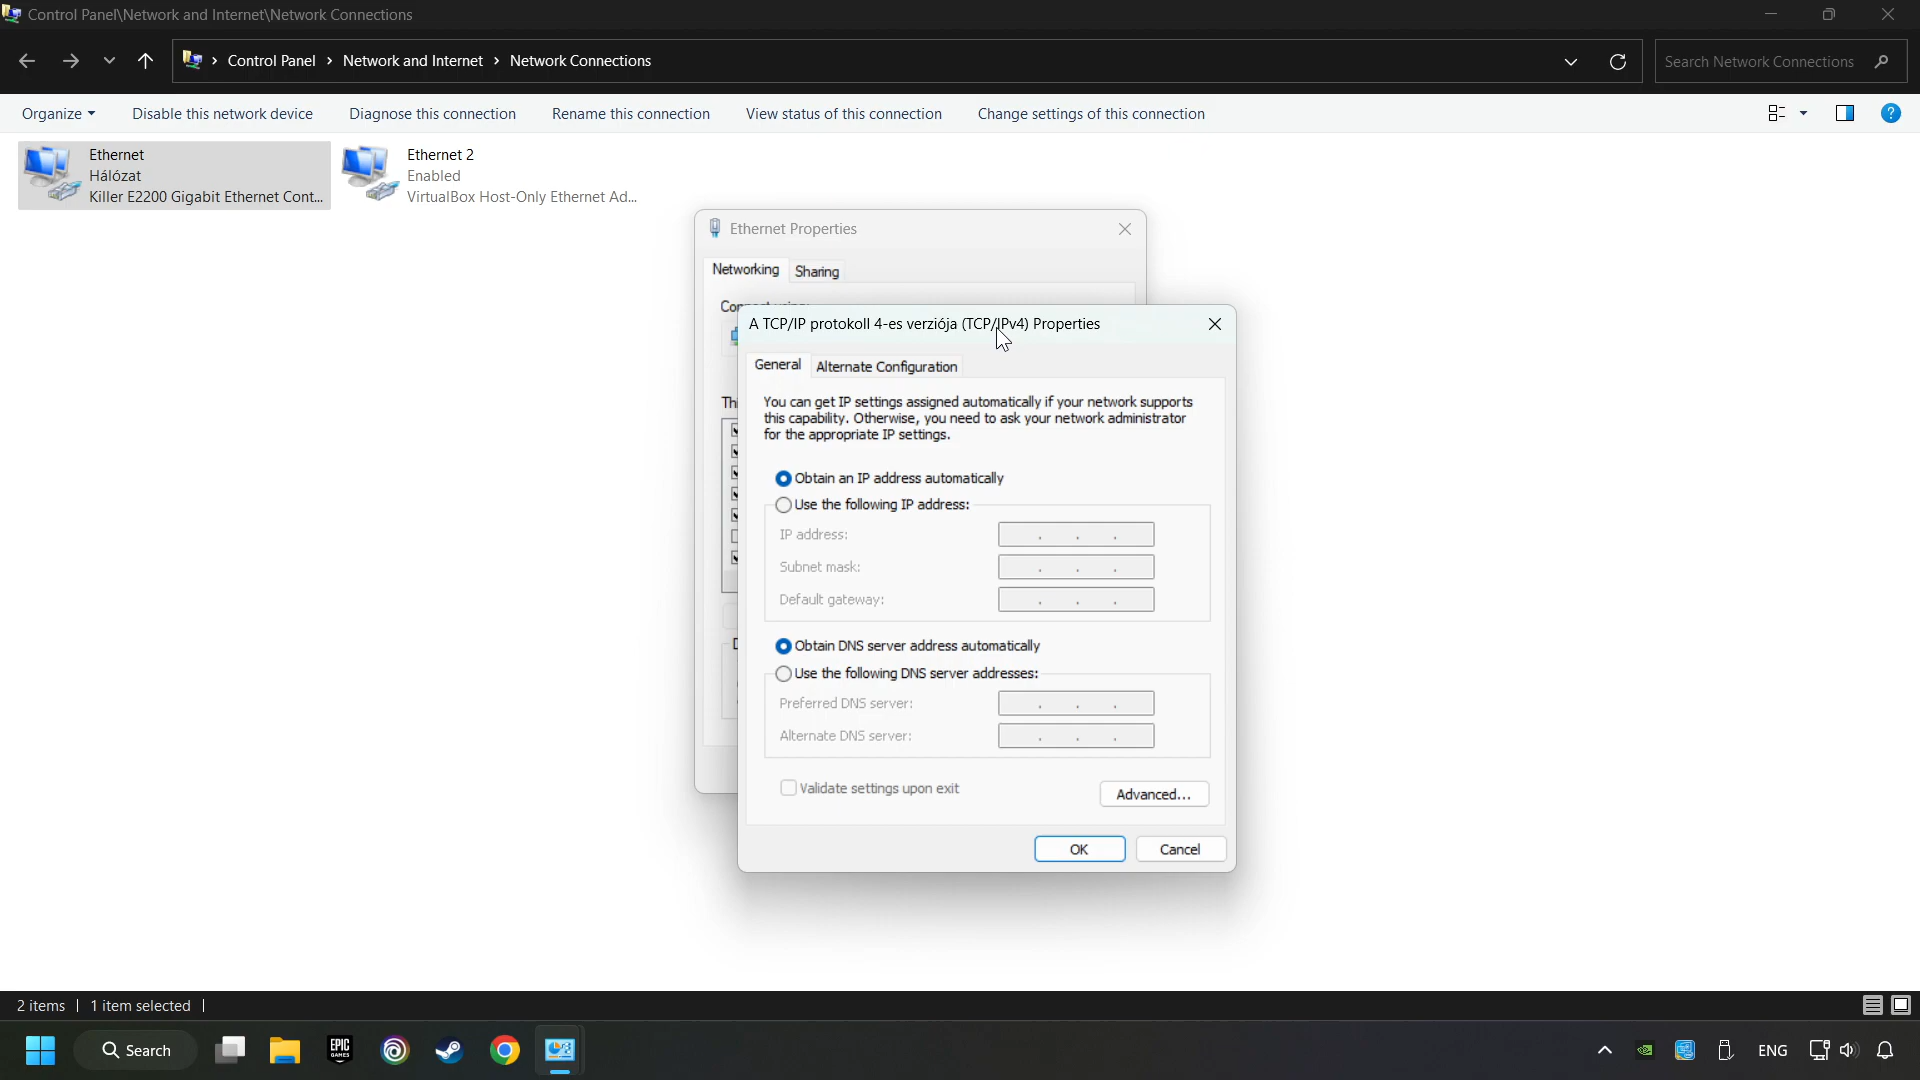 Control Panel\Network and Internet\Network Connections
Control Panel > Network and Internet > Network Connections
Search Network Connections
Organize
Disable this network device
Diagnose this connection
Rename this connection
View status of this connection
Change settings of this connection
Ethernet
Hálózat
Killer E2200 Gigabit Ethernet Cont...
Ethernet 2
Enabled
VirtualBox Host-Only Ethernet Ad...
Ethernet Properties
Networking
Sharing
A TCP/IP protokoll 4-es verziója (TCP/IPv4) Properties
General
Alternate Configuration
You can get IP settings assigned automatically if your network supports
this capability. Otherwise, you need to ask your network administrator
for the appropriate IP settings.
Obtain an IP address automatically
Use the following IP address:
IP address:
Subnet mask:
Default gateway:
Obtain DNS server address automatically
Use the following DNS server addresses:
Preferred DNS server:
Alternate DNS server:
Validate settings upon exit
Advanced...
OK
Cancel
2 items
1 item selected
Search
EPIC
GAMES
ENG